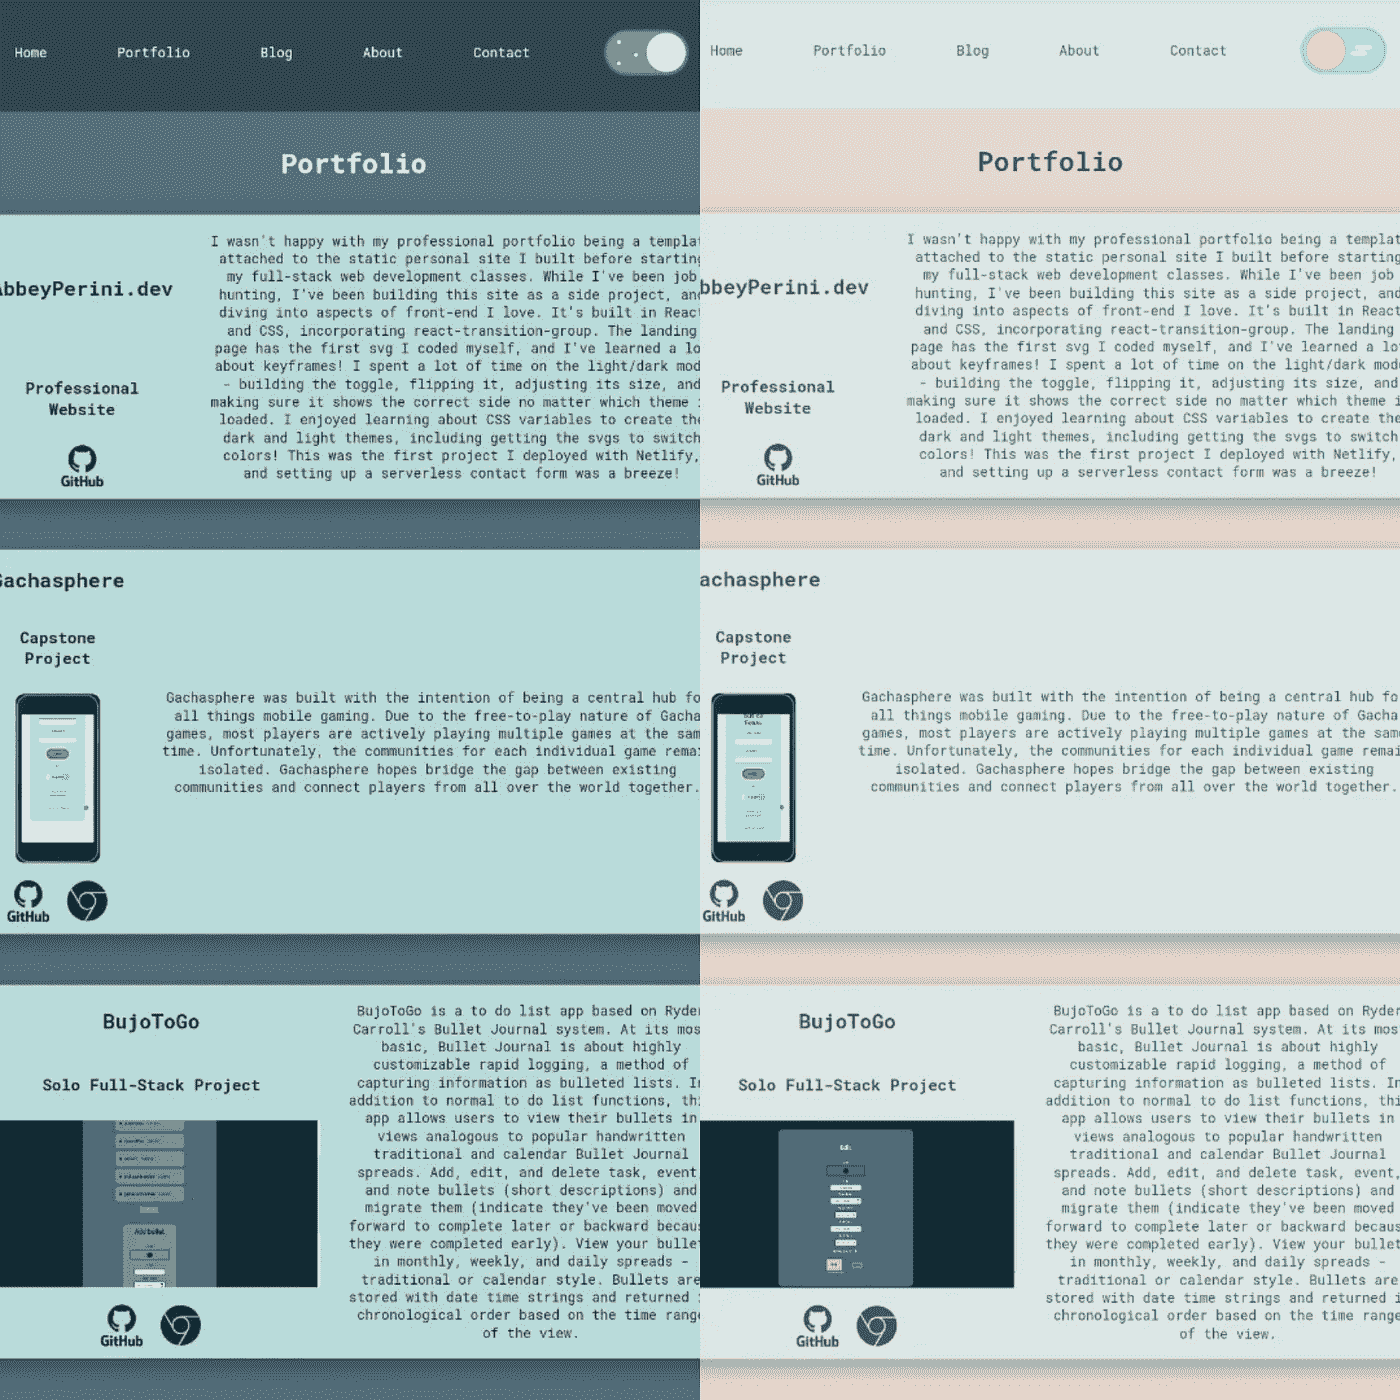 Home Portfolio Blog About Contact
Portfolio
AbbeyPerini.dev
Professional
Website
GitHub
I wasn't happy with my professional portfolio being a templat
attached to the static personal site I built before starting
my full-stack web development classes. While I've been job
hunting, I've been building this site as a side project, and
diving into aspects of front-end I love. It's built in React
and CSS, incorporating react-transition-group. The landing
page has the first svg I coded myself, and I've learned a lo
about keyframes! I spent a lot of time on the light/dark mod
- building the toggle, flipping it, adjusting its size, and
making sure it shows the correct side no matter which theme i
loaded. I enjoyed learning about CSS variables to create the
dark and light themes, including getting the svgs to switch
colors! This was the first project I deployed with Netlify,
and setting up a serverless contact form was a breeze!
Gachasphere
Capstone
Project
GitHub
Gachasphere was built with the intention of being a central hub fo
all things mobile gaming. Due to the free-to-play nature of Gacha
games, most players are actively playing multiple games at the sam
time. Unfortunately, the communities for each individual game remai
isolated. Gachasphere hopes bridge the gap between existing
communities and connect players from all over the world together.
BujoToGo
Solo Full-Stack Project
Add bullet
GitHub
BujoToGo is a to do list app based on Ryder
Carroll's Bullet Journal system. At its mos
basic, Bullet Journal is about highly
customizable rapid logging, a method of
capturing information as bulleted lists. In
addition to normal to do list functions, thi
app allows users to view their bullets in
views analogous to popular handwritten
traditional and calendar Bullet Journal
spreads. Add, edit, and delete task, event,
and note bullets (short descriptions) and
migrate them (indicate they've been moved
forward to complete later or backward becaus
they were completed early). View your bullet
in monthly, weekly, and daily spreads -
traditional or calendar style. Bullets are
stored with date time strings and returned i
chronological order based on the time range
of the view.
Home Portfolio Blog About Contact
Portfolio
bbeyPerini.dev
Professional
Website
GitHub
I wasn't happy with my professional portfolio being a templat
attached to the static personal site I built before starting
my full-stack web development classes. While I've been job
hunting, I've been building this site as a side project, and
diving into aspects of front-end I love. It's built in React
and CSS, incorporating react-transition-group. The landing
page has the first svg I coded myself, and I've learned a lot
about keyframes! I spent a lot of time on the light/dark mode
- building the toggle, flipping it, adjusting its size, and
making sure it shows the correct side no matter which theme i
loaded. I enjoyed learning about CSS variables to create the
dark and light themes, including getting the svgs to switch
colors! This was the first project I deployed with Netlify,
and setting up a serverless contact form was a breeze!
achasphere
Capstone
Project
GitHub
Gachasphere was built with the intention of being a central hub fo
all things mobile gaming. Due to the free-to-play nature of Gacha
games, most players are actively playing multiple games at the same
time. Unfortunately, the communities for each individual game remai
isolated. Gachasphere hopes bridge the gap between existing
communities and connect players from all over the world together.
BujoToGo
Solo Full-Stack Project
Edit
GitHub
BujoToGo is a to do list app based on Ryder
Carroll's Bullet Journal system. At its most
basic, Bullet Journal is about highly
customizable rapid logging, a method of
capturing information as bulleted lists. In
addition to normal to do list functions, thi
app allows users to view their bullets in
views analogous to popular handwritten
traditional and calendar Bullet Journal
spreads. Add, edit, and delete task, event,
and note bullets (short descriptions) and
migrate them (indicate they've been moved
forward to complete later or backward becaus
they were completed early). View your bullet
in monthly, weekly, and daily spreads -
traditional or calendar style. Bullets are
stored with date time strings and returned i
chronological order based on the time range
of the view.